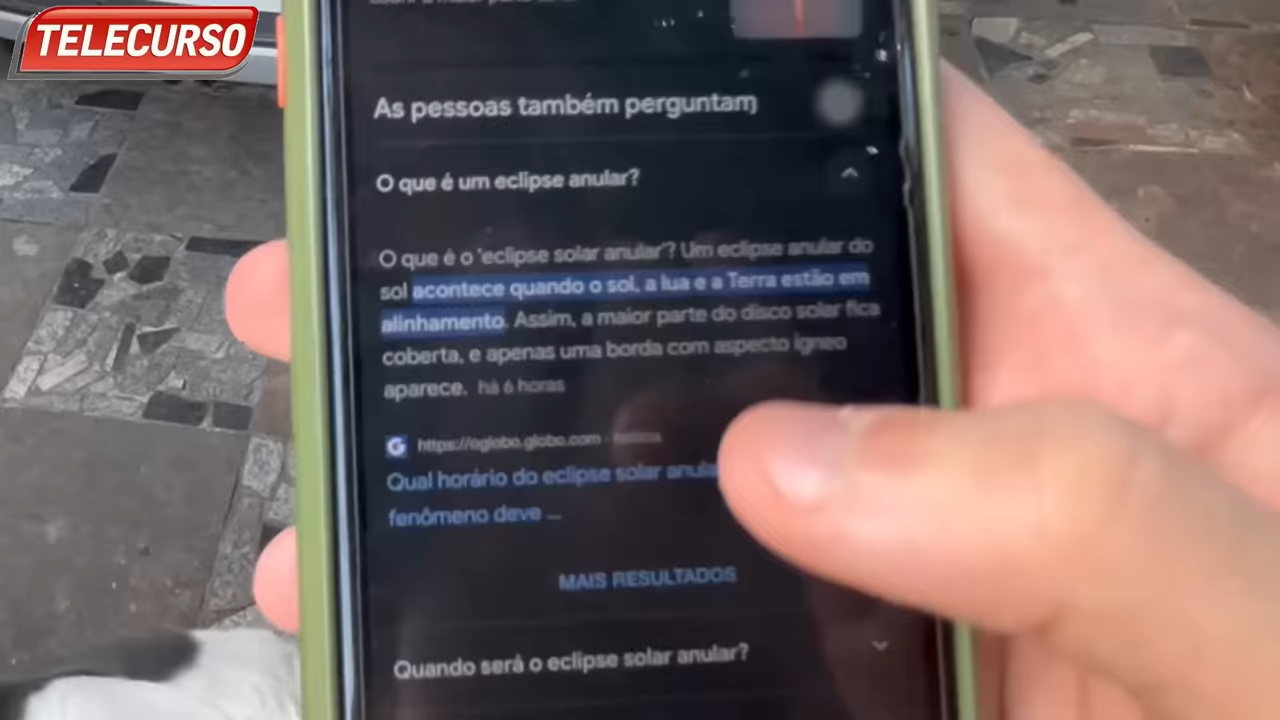 TELECURSO
As pessoas também perguntam
O que é um eclipse anular?
O que é o 'eclipse solar anular'? Um eclipse anular do
sol acontece quando o sol, a lua e a Terra estão em
alinhamento. Assim, a maior parte do disco solar fica
coberta, e apenas uma borda com aspecto ígneo
aparece. há 6 horas
https://oglobo.globo.com
Qual horário do eclipse solar anular
fenômeno deve ...
MAIS RESULTADOS
Quando será o eclipse solar anular?